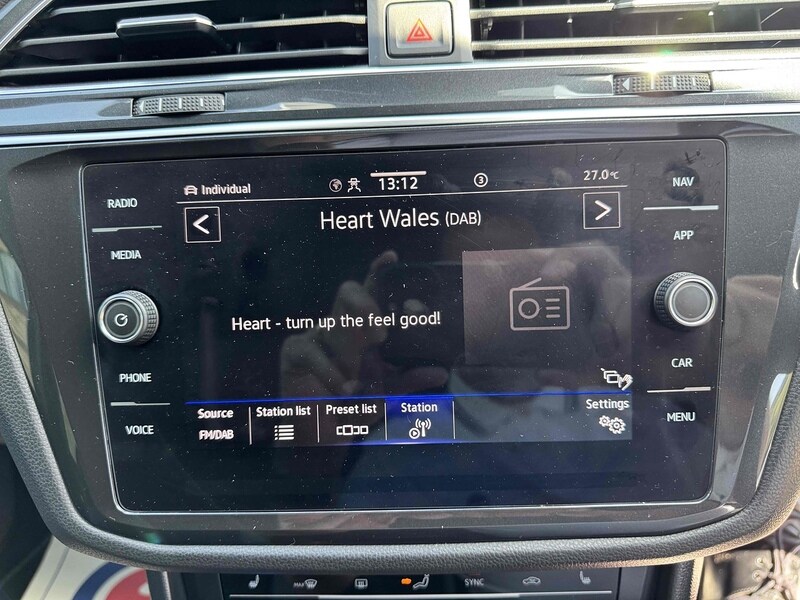 Individual
13:12
3
27.0°C
RADIO
MEDIA
PHONE
VOICE
Heart Wales (DAB)
Heart - turn up the feel good!
Source
FM/DAB
Station list
Preset list
Station
Settings
NAV
APP
CAR
MENU
MAX
SYNC